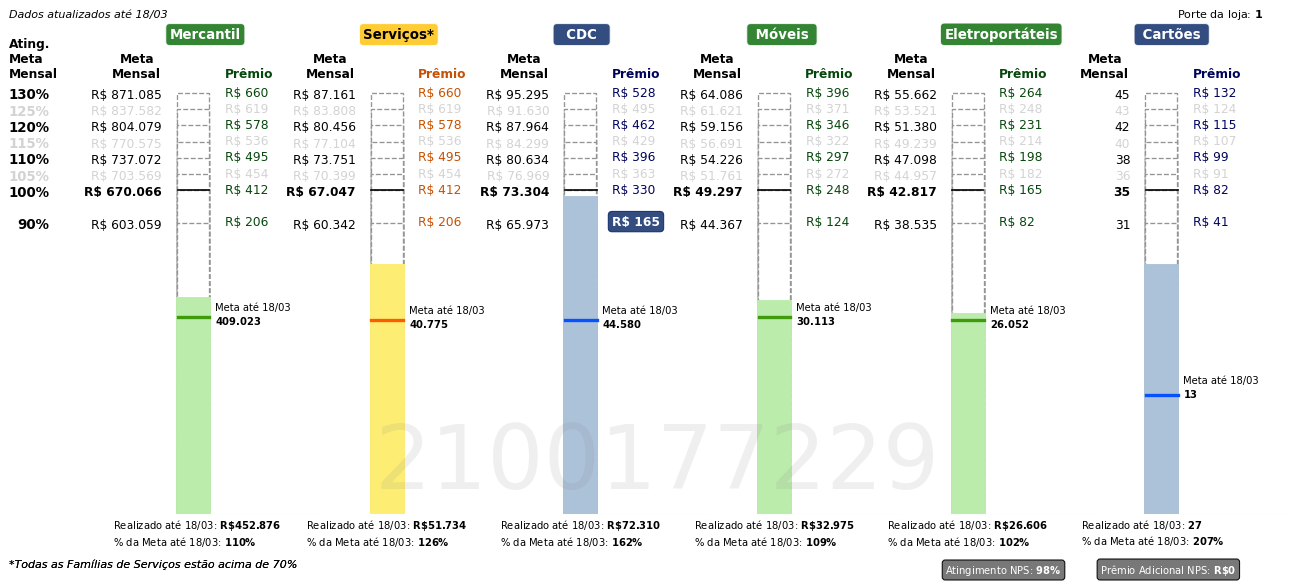 Dados atualizados até 18/03
Porte da loja: 1
Mercantil Serviços* CDC Móveis Eletroportáteis Cartões
Ating.
Meta Meta Meta Meta Meta Meta Meta
Mensal Mensal Prêmio Mensal Prêmio Mensal Prêmio Mensal Prêmio Mensal Prêmio Mensal Prêmio
130% R$ 871.085 R$ 660 R$ 87.161 R$ 660 R$ 95.295 R$ 528 R$ 64.086 R$ 396 R$ 55.662 R$ 264 45 R$ 132
125% R$ 837.582 R$ 619 R$ 83.808 R$ 619 R$ 91.630 R$ 495 R$ 61.621 R$ 371 R$ 53.521 R$ 248 43 R$ 124
120% R$ 804.079 R$ 578 R$ 80.456 R$ 578 R$ 87.964 R$ 462 R$ 59.156 R$ 346 R$ 51.380 R$ 231 42 R$ 115
115% R$ 770.575 R$ 536 R$ 77.104 R$ 536 R$ 84.299 R$ 429 R$ 56.691 R$ 322 R$ 49.239 R$ 214 40 R$ 107
110% R$ 737.072 R$ 495 R$ 73.751 R$ 495 R$ 80.634 R$ 396 R$ 54.226 R$ 297 R$ 47.098 R$ 198 38 R$ 99
105% R$ 703.569 R$ 454 R$ 70.399 R$ 454 R$ 76.969 R$ 363 R$ 51.761 R$ 272 R$ 44.957 R$ 182 36 R$ 91
100% R$ 670.066 R$ 412 R$ 67.047 R$ 412 R$ 73.304 R$ 330 R$ 49.297 R$ 248 R$ 42.817 R$ 165 35 R$ 82
90% R$ 603.059 R$ 206 R$ 60.342 R$ 206 R$ 65.973 R$ 165 R$ 44.367 R$ 124 R$ 38.535 R$ 82 31 R$ 41
Meta até 18/03 Meta até 18/03 Meta até 18/03 Meta até 18/03 Meta até 18/03
409.023 40.775 44.580 30.113 26.052
Meta até 18/03
13
2100177229
Realizado até 18/03: R$452.876 Realizado até 18/03: R$51.734 Realizado até 18/03: R$72.310 Realizado até 18/03: R$32.975 Realizado até 18/03: R$26.606 Realizado até 18/03: 27
% da Meta até 18/03: 110% % da Meta até 18/03: 126% % da Meta até 18/03: 162% % da Meta até 18/03: 109% % da Meta até 18/03: 102% % da Meta até 18/03: 207%
*Todas as Famílias de Serviços estão acima de 70%
Atingimento NPS: 98% Prêmio Adicional NPS: R$0